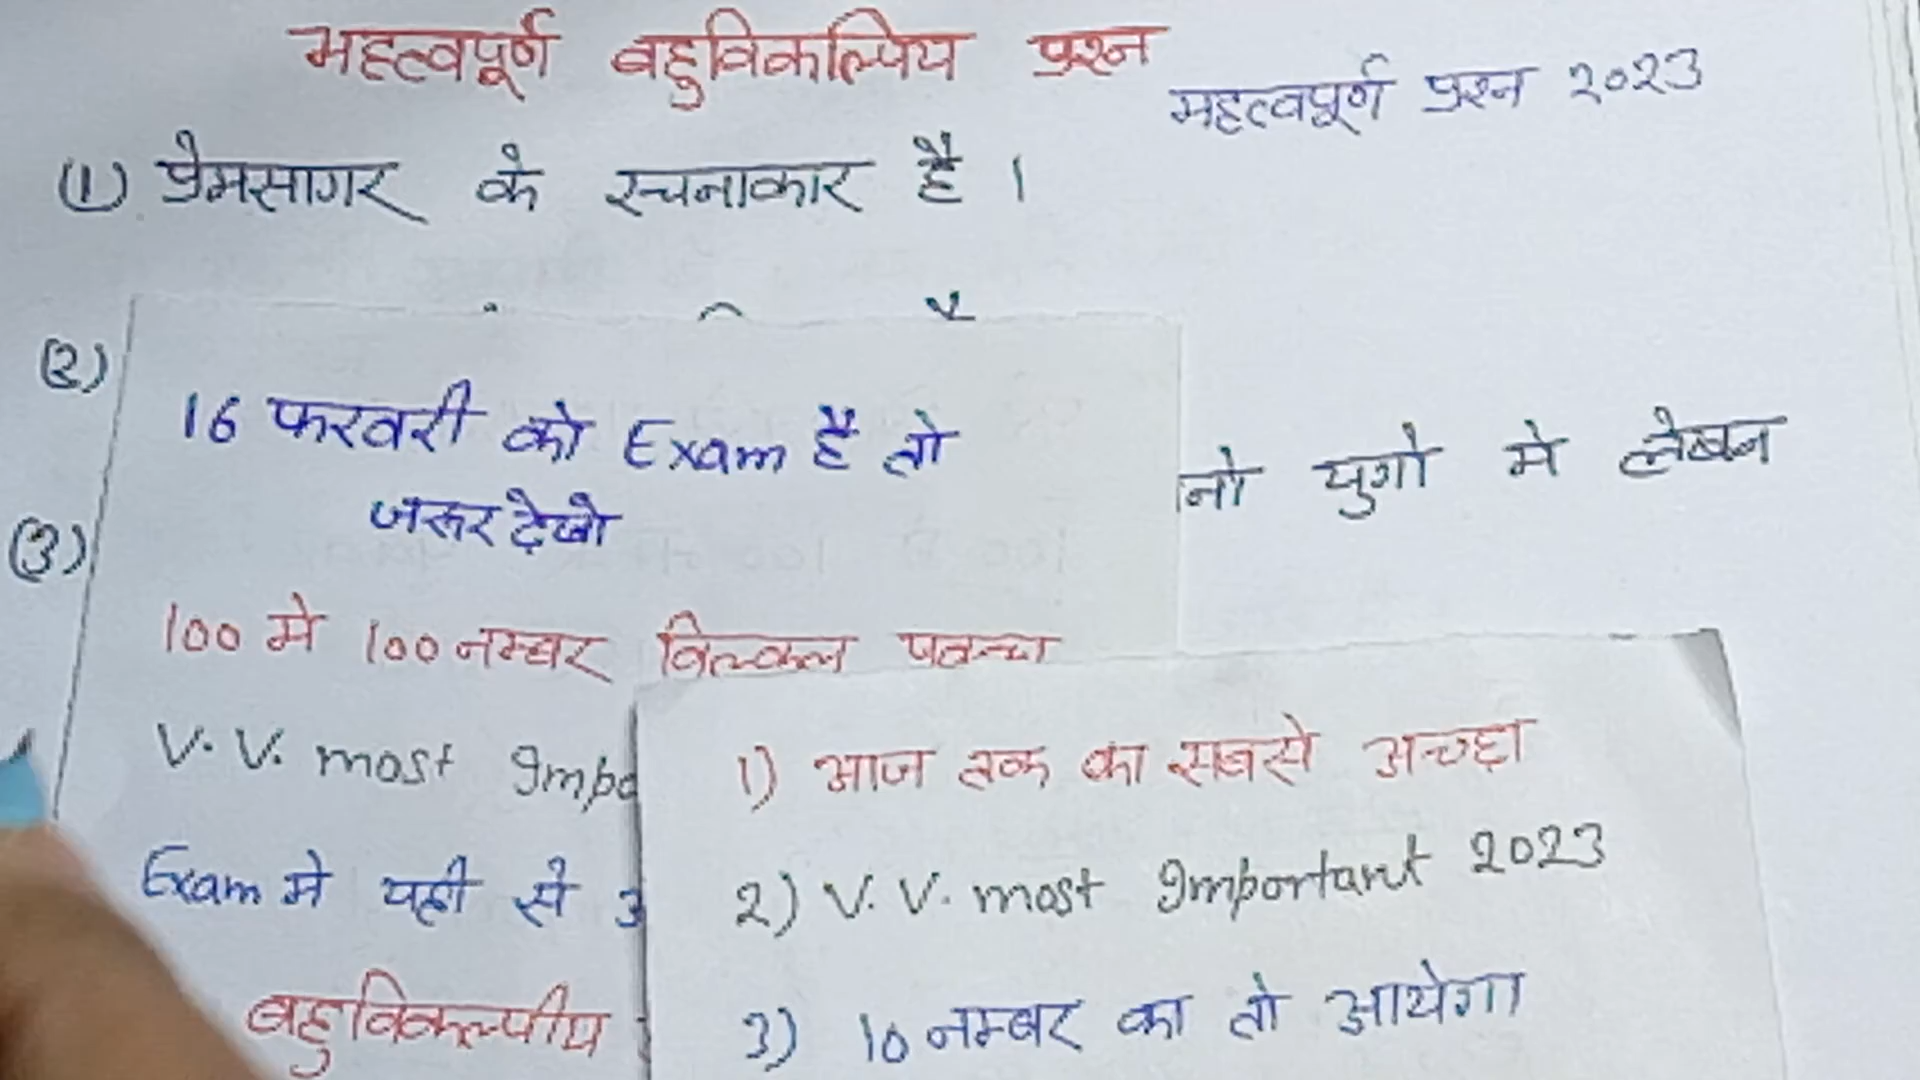 महत्वपूर्ण बहुविकल्पिय प्रश्न
महत्वपूर्ण प्रश्न २०२३
(1) प्रेमसागर के रचनाकार है ।
(२)
16 फरवरी को Exam है तो
जरूर देखो
नो युगो मे लेखन
(3)
100 मे 100 नम्बर विल्कुल पक्का
V. V. most Impo
1) आज तक का सबसे अच्छा
Exam मे यही से
2) V. V. most Important 2023
बहुविकल्पीय
3) 10 नम्बर का तो आयेगा